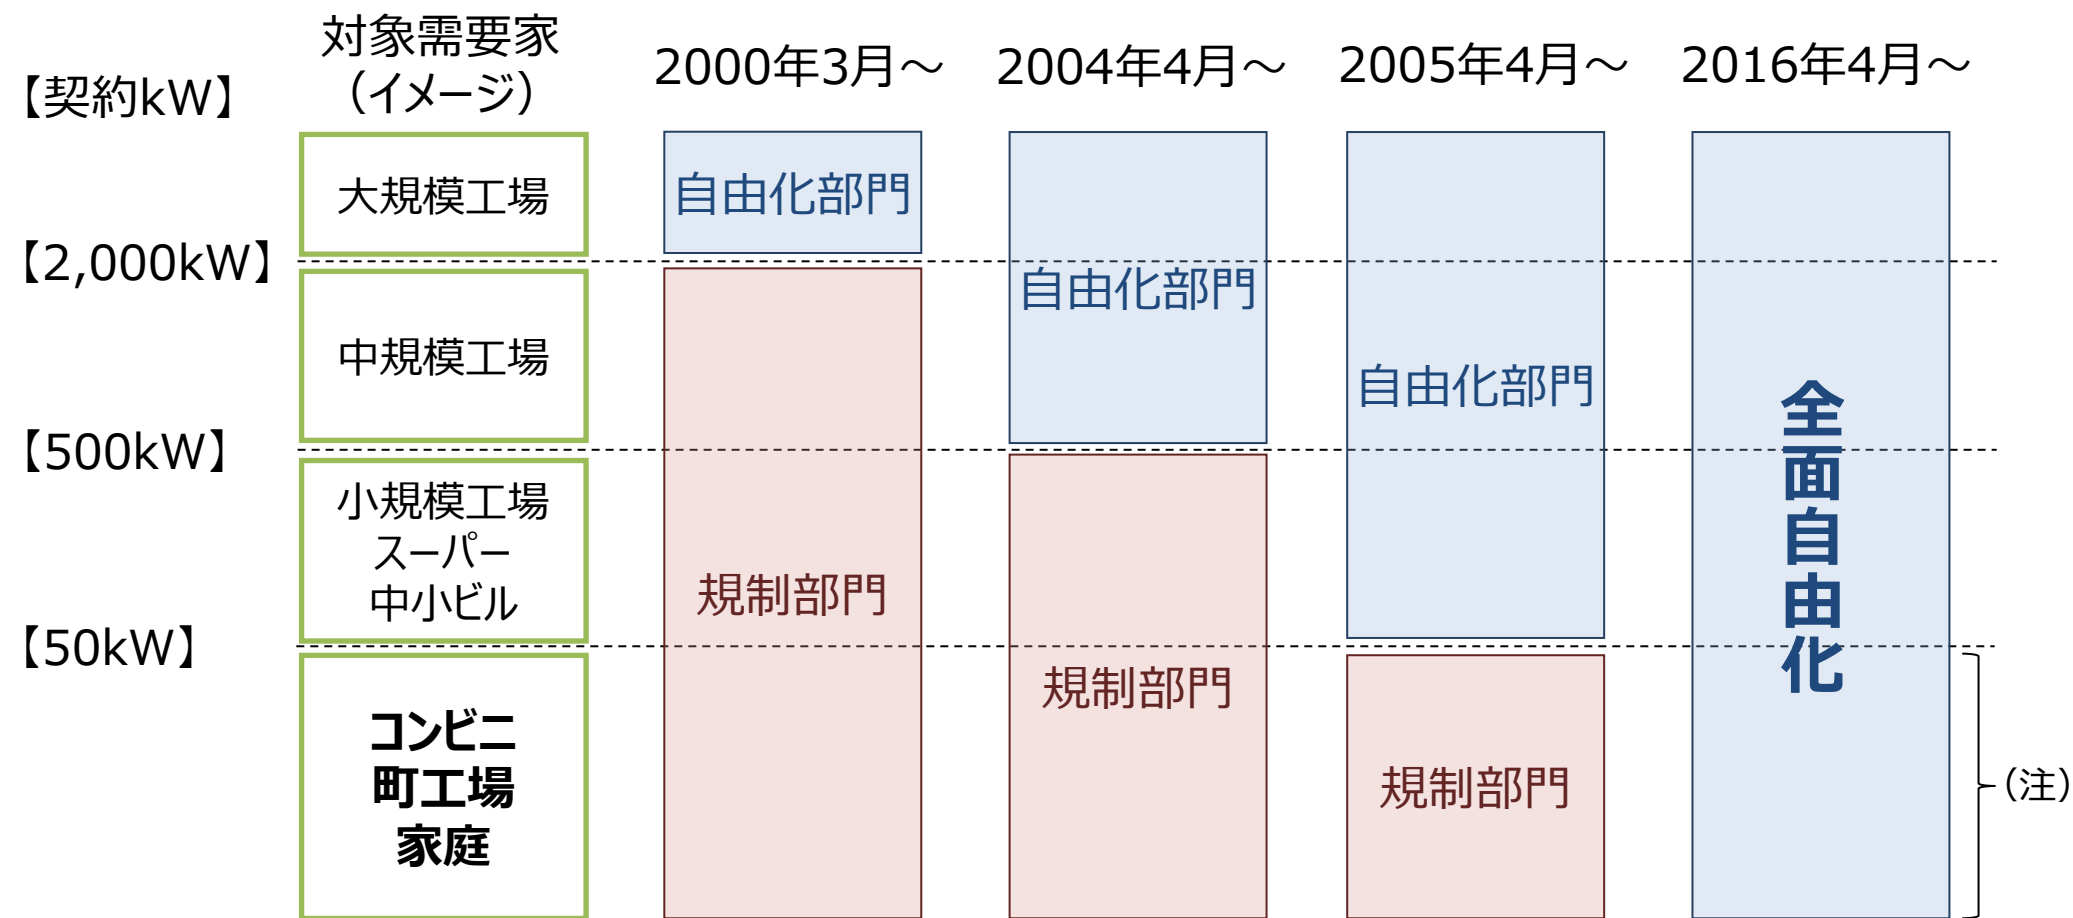 対象需要家
（イメージ）
2000年3月～
2004年4月～
2005年4月～
2016年4月～
【契約kW】
大規模工場
自由化部門
【2,000kW】
自由化部門
中規模工場
自由化部門
【500kW】
小規模工場
スーパー
中小ビル
規制部門
全面自由化
【50kW】
規制部門
コンビニ
町工場
家庭
規制部門
（注）